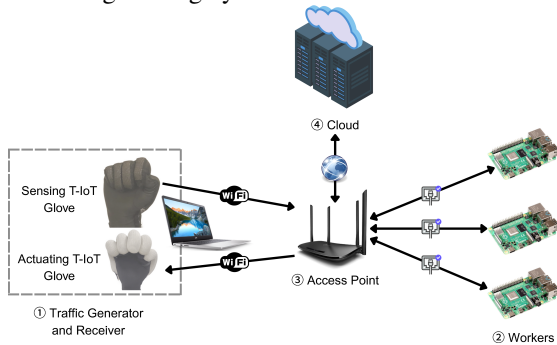 ④ Cloud
Sensing T-IoT
Glove
WiFi
Actuating T-IoT
Glove
WiFi
③ Access Point
① Traffic Generator
and Receiver
② Workers